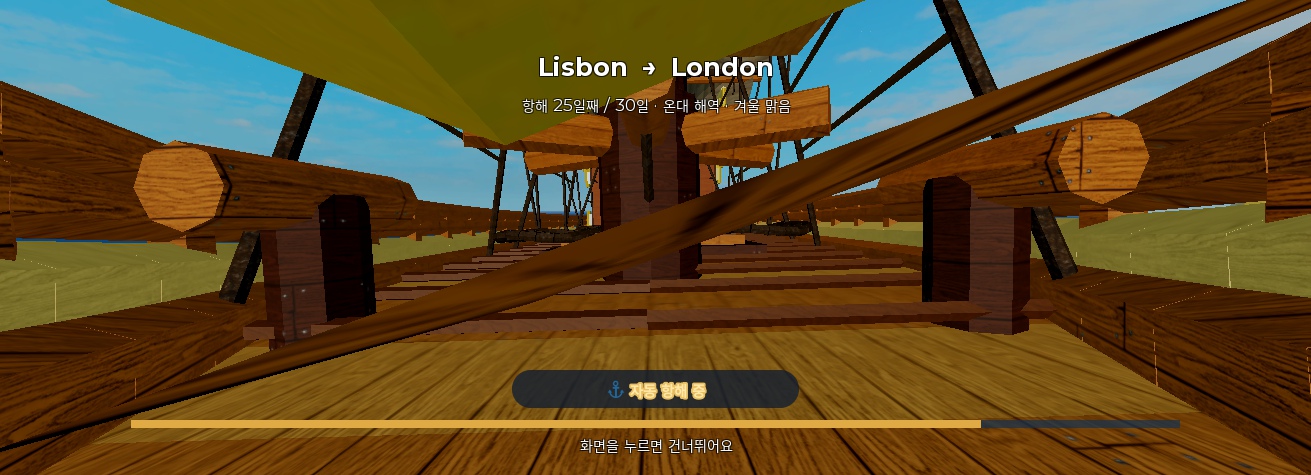 Lisbon → London
항해 25일째 / 30일 · 온대 해역 · 겨울 맑음
⚓ 자동 항해 중
화면을 누르면 건너뛰어요